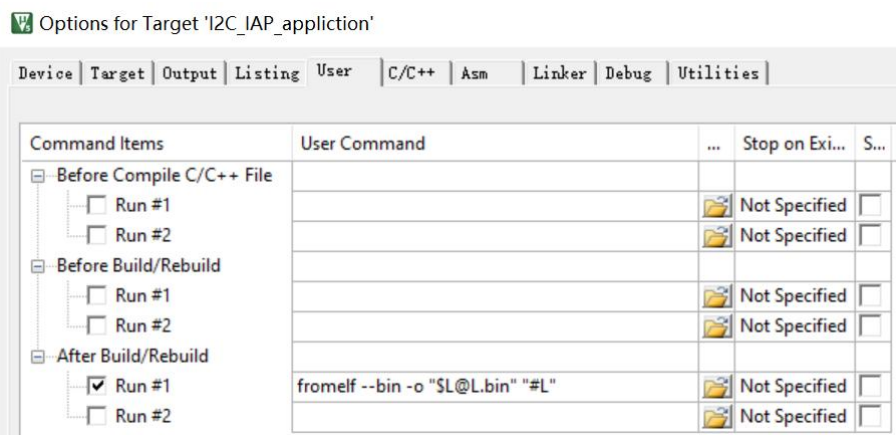 Options for Target 'I2C_IAP_appliction'
Device Target Output Listing User C/C++ Asm Linker Debug Utilities
Command Items User Command ... Stop on Exi... S...
Before Compile C/C++ File
Run #1 Not Specified
Run #2 Not Specified
Before Build/Rebuild
Run #1 Not Specified
Run #2 Not Specified
After Build/Rebuild
Run #1 fromelf --bin -o "$L@L.bin" "#L" Not Specified
Run #2 Not Specified